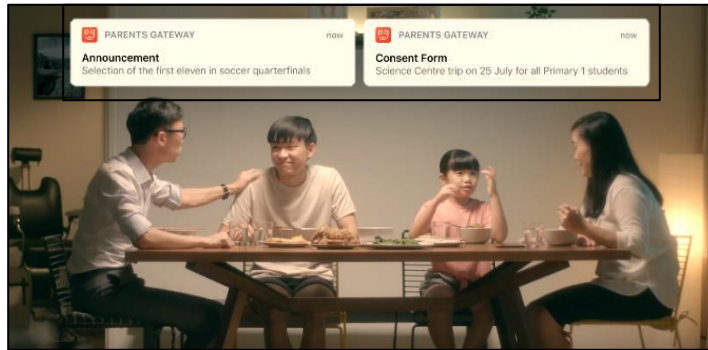 PARENTS GATEWAY now
Announcement
Selection of the first eleven in soccer quarterfinals
PARENTS GATEWAY now
Consent Form
Science Centre trip on 25 July for all Primary 1 students